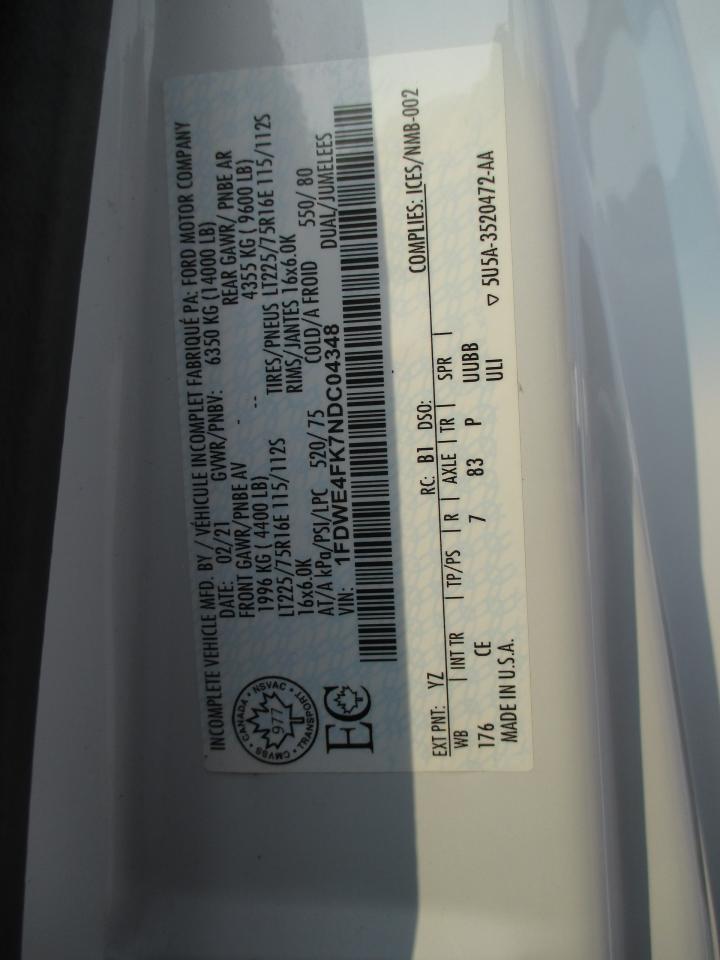 INCOMPLETE VEHICLE MFD. BY / VÉHICULE INCOMPLET FABRIQUÉ PA: FORD MOTOR COMPANY
DATE: 02/21 GVWR/PNBV: 6350 KG (14000 LB)
FRONT GAWR/PNBE AV - REAR GAWR/ PNBE AR
1996 KG ( 4400 LB) -- 4355 KG ( 9600 LB)
LT225/75R16E 115/112S TIRES/PNEUS LT225/75R16E 115/112S
16x6.0K RIMS/JANTES 16x6.0K
AT/A kPa/PSI/LPC 520/ 75 COLD/A FROID 550/ 80
VIN: 1FDWE4FK7NDC04348 DUAL/JUMELEES
CANADA • NSVAC • TRANSPORT • CMVSS •
977
EC
EXT PNT: YZ RC: B1 DSO: COMPLIES: ICES/NMB-002
WB | INT TR | TP/PS | R | AXLE | TR | SPR |
176 CE 7 83 P UUBB
MADE IN U.S.A. ULI ▽ 5U5A-3520472-AA